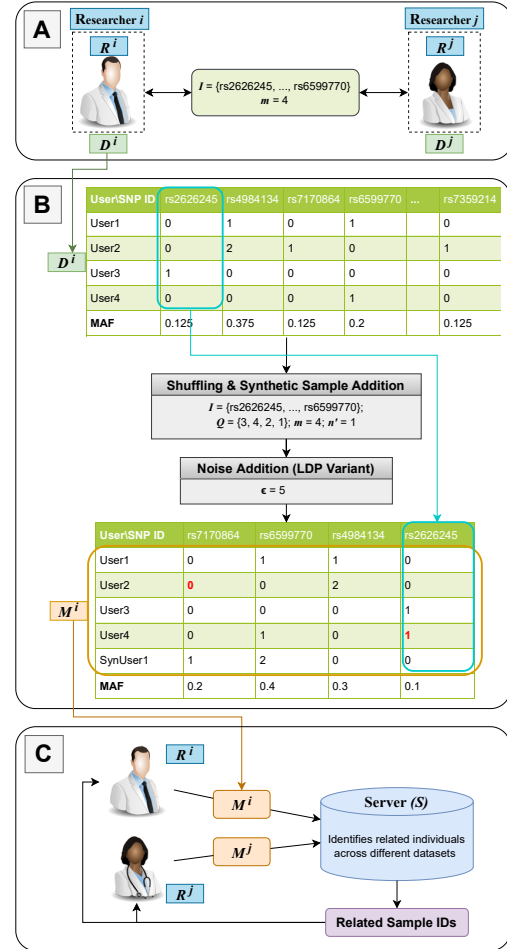 A
Researcher i
R^i
D^i
I = {rs2626245, ..., rs6599770}
m = 4
Researcher j
R^j
D^j
B
D^i
User\SNP ID rs2626245 rs4984134 rs7170864 rs6599770 ... rs7359214
User1 0 1 0 1 0
User2 0 2 1 0 1
User3 1 0 0 0 0
User4 0 0 0 1 0
MAF 0.125 0.375 0.125 0.2 0.125
Shuffling & Synthetic Sample Addition
I = {rs2626245, ..., rs6599770};
Q = {3, 4, 2, 1}; m = 4; n' = 1
Noise Addition (LDP Variant)
ϵ = 5
M^i
User\SNP ID rs7170864 rs6599770 rs4984134 rs2626245
User1 0 1 1 0
User2 0 0 2 0
User3 0 0 0 1
User4 0 1 0 1
SynUser1 1 2 0 0
MAF 0.2 0.4 0.3 0.1
C
R^i
M^i
M^j
R^j
Server (S)
Identifies related individuals
across different datasets
Related Sample IDs